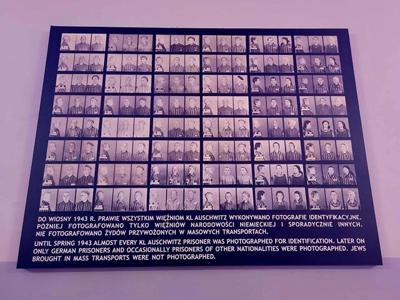 DO WIOSNY 1943 R. PRAWIE WSZYSTKIM WIĘŹNIOM KL AUSCHWITZ WYKONYWANO FOTOGRAFIE IDENTYFIKACYJNE.
PÓŹNIEJ FOTOGRAFOWANO TYLKO WIĘŹNIÓW NARODOWOŚCI NIEMIECKIEJ I SPORADYCZNIE INNYCH.
NIE FOTOGRAFOWANO ŻYDÓW PRZYWOŻONYCH W MASOWYCH TRANSPORTACH.
UNTIL SPRING 1943 ALMOST EVERY KL AUSCHWITZ PRISONER WAS PHOTOGRAPHED FOR IDENTIFICATION. LATER ON
ONLY GERMAN PRISONERS AND OCCASIONALLY PRISONERS OF OTHER NATIONALITIES WERE PHOTOGRAPHED. JEWS
BROUGHT IN MASS TRANSPORTS WERE NOT PHOTOGRAPHED.